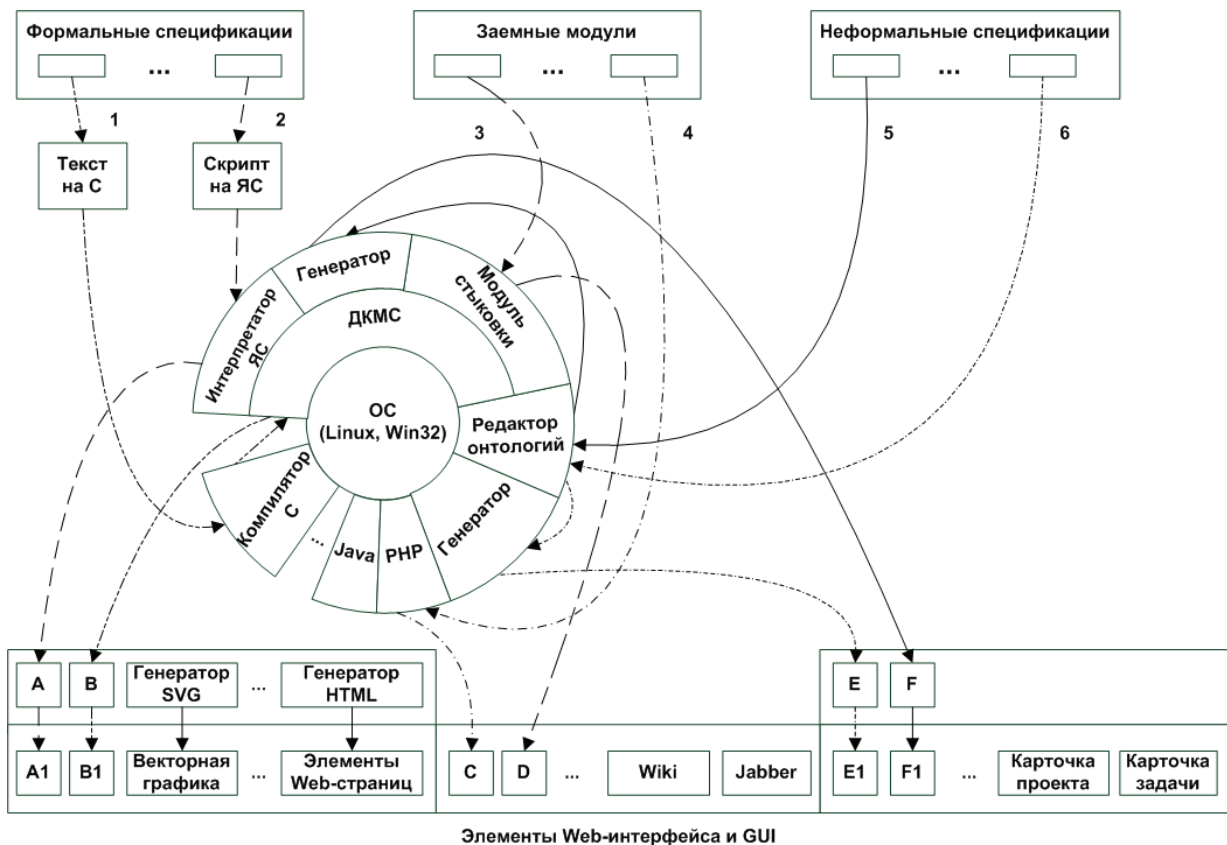 Формальные спецификации
...
Заемные модули
...
Неформальные спецификации
...
1
2
3
4
5
6
Текст
на С
Скрипт
на ЯС
Генератор
Модуль
стыковки
Интерпретатор
ЯС
ДКМС
ОС
(Linux, Win32)
Редактор
онтологий
Компилятор
С
...
Java
PHP
Генератор
A
B
Генератор
SVG
...
Генератор
HTML
E
F
A1
B1
Векторная
графика
...
Элементы
Web-страниц
C
D
...
Wiki
Jabber
E1
F1
...
Карточка
проекта
Карточка
задачи
Элементы Web-интерфейса и GUI